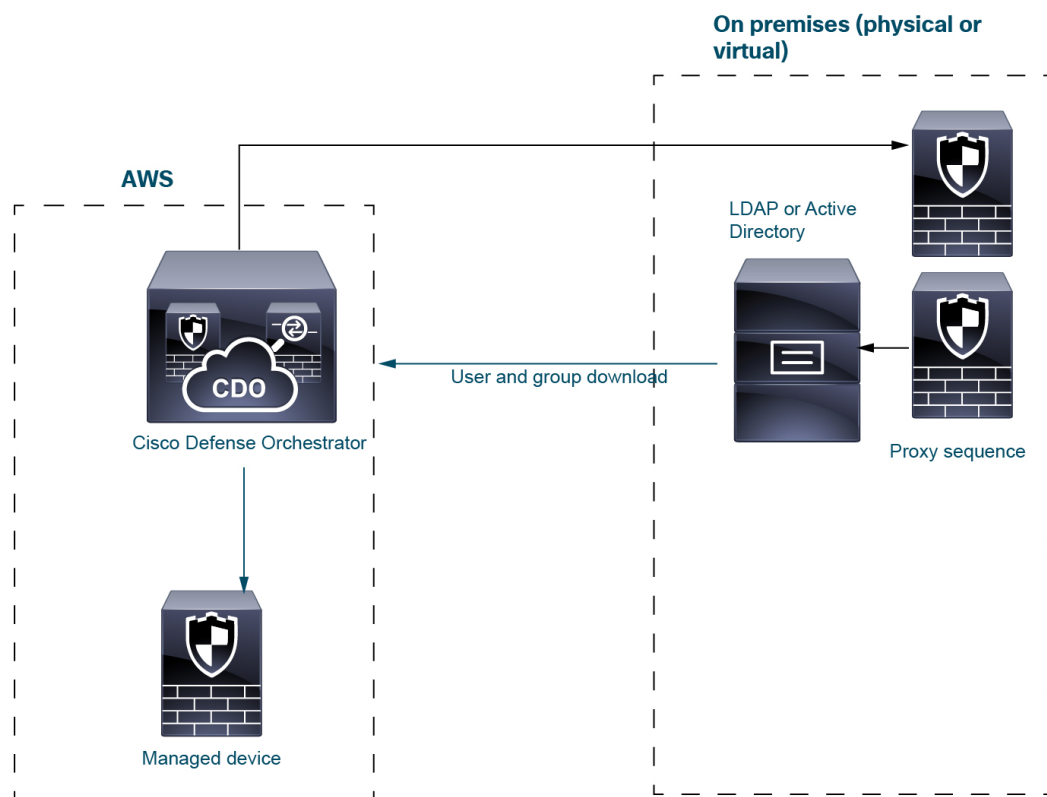 On premises (physical or
virtual)
AWS
LDAP or Active
Directory
CDO
User and group download
Cisco Defense Orchestrator
Proxy sequence
Managed device